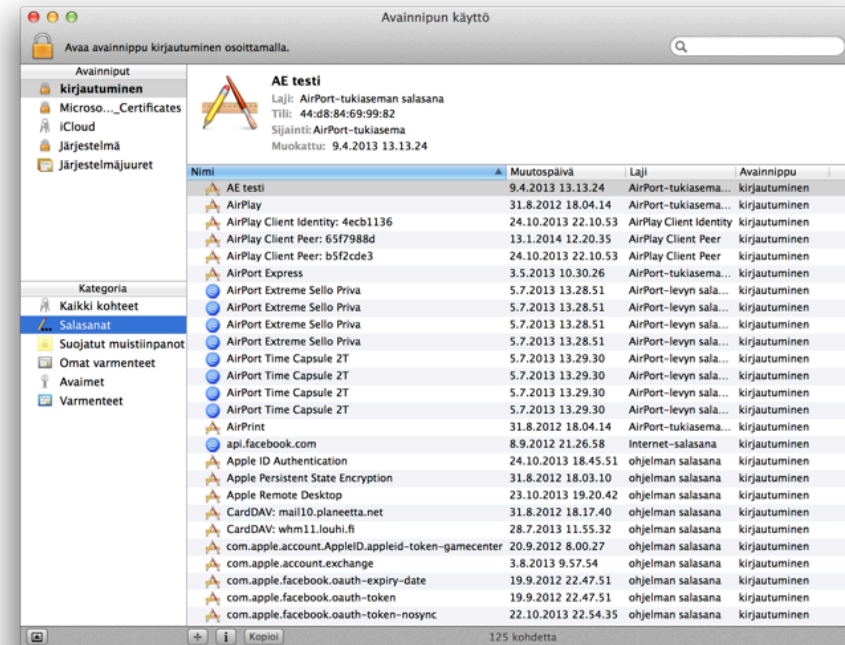 Avainnipun käyttö
Avaa avainnippu kirjautuminen osoittamalla.
Avainniput
kirjautuminen
Microso..._Certificates
iCloud
Järjestelmä
Järjestelmäjuuret
AE testi
Laji: AirPort-tukiaseman salasana
Tili: 44:d8:84:69:99:82
Sijainti: AirPort-tukiasema
Muokattu: 9.4.2013 13.13.24
Nimi Muutospäivä Laji Avainnippu
AE testi 9.4.2013 13.13.24 AirPort-tukiasema... kirjautuminen
AirPlay 31.8.2012 18.04.14 AirPort-tukiasema... kirjautuminen
AirPlay Client Identity: 4ecb1136 24.10.2013 22.10.53 AirPlay Client Identity kirjautuminen
AirPlay Client Peer: 65f7988d 13.1.2014 12.20.35 AirPlay Client Peer kirjautuminen
AirPlay Client Peer: b5f2cde3 24.10.2013 22.10.53 AirPlay Client Peer kirjautuminen
AirPort Express 3.5.2013 10.30.26 AirPort-tukiasema... kirjautuminen
AirPort Extreme Sello Priva 5.7.2013 13.28.51 AirPort-levyn sala... kirjautuminen
AirPort Extreme Sello Priva 5.7.2013 13.28.51 AirPort-levyn sala... kirjautuminen
AirPort Extreme Sello Priva 5.7.2013 13.28.51 AirPort-levyn sala... kirjautuminen
AirPort Extreme Sello Priva 5.7.2013 13.28.51 AirPort-levyn sala... kirjautuminen
AirPort Time Capsule 2T 5.7.2013 13.29.30 AirPort-levyn sala... kirjautuminen
AirPort Time Capsule 2T 5.7.2013 13.29.30 AirPort-levyn sala... kirjautuminen
AirPort Time Capsule 2T 5.7.2013 13.29.30 AirPort-levyn sala... kirjautuminen
AirPort Time Capsule 2T 5.7.2013 13.29.30 AirPort-levyn sala... kirjautuminen
AirPrint 31.8.2012 18.04.14 AirPort-tukiasema... kirjautuminen
api.facebook.com 8.9.2012 21.26.58 Internet-salasana kirjautuminen
Apple ID Authentication 24.10.2013 18.45.51 ohjelman salasana kirjautuminen
Apple Persistent State Encryption 31.8.2012 18.03.10 ohjelman salasana kirjautuminen
Apple Remote Desktop 23.10.2013 19.20.42 ohjelman salasana kirjautuminen
CardDAV: mail10.planeetta.net 31.8.2012 18.17.40 ohjelman salasana kirjautuminen
CardDAV: whm11.louhi.fi 28.7.2013 11.55.32 ohjelman salasana kirjautuminen
com.apple.account.AppleID.appleid-token-gamecenter 20.9.2012 8.00.27 ohjelman salasana kirjautuminen
com.apple.account.exchange 3.8.2013 9.57.54 ohjelman salasana kirjautuminen
com.apple.facebook.oauth-expiry-date 19.9.2012 22.47.51 ohjelman salasana kirjautuminen
com.apple.facebook.oauth-token 19.9.2012 22.47.51 ohjelman salasana kirjautuminen
com.apple.facebook.oauth-token-nosync 22.10.2013 22.54.35 ohjelman salasana kirjautuminen
Kategoria
Kaikki kohteet
Salasanat
Suojatut muistiinpanot
Omat varmenteet
Avaimet
Varmenteet
Kopioi
125 kohdetta